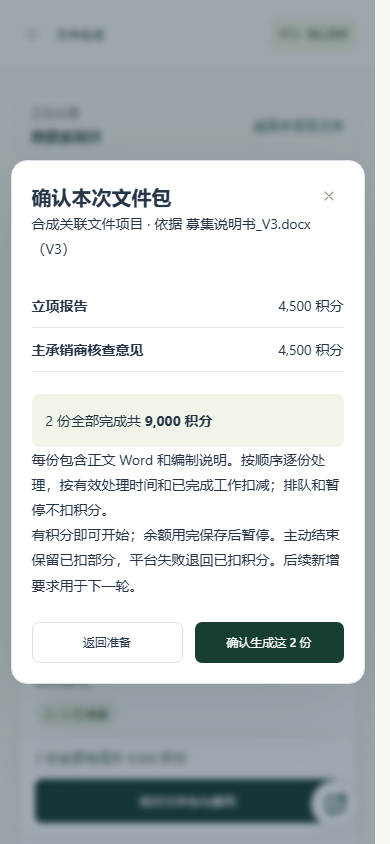 确认本次文件包
合成关联文件项目 · 依据 募集说明书_V3.docx
（V3）
立项报告 4,500 积分
主承销商核查意见 4,500 积分
2 份全部完成共 9,000 积分
每份包含正文 Word 和编制说明。按顺序逐份处
理，按有效处理时间和已完成工作扣减；排队和暂
停不扣积分。
有积分即可开始；余额用完保存后暂停。主动结束
保留已扣部分，平台失败退回已扣积分。后续新增
要求用于下一轮。
返回准备 确认生成这 2 份